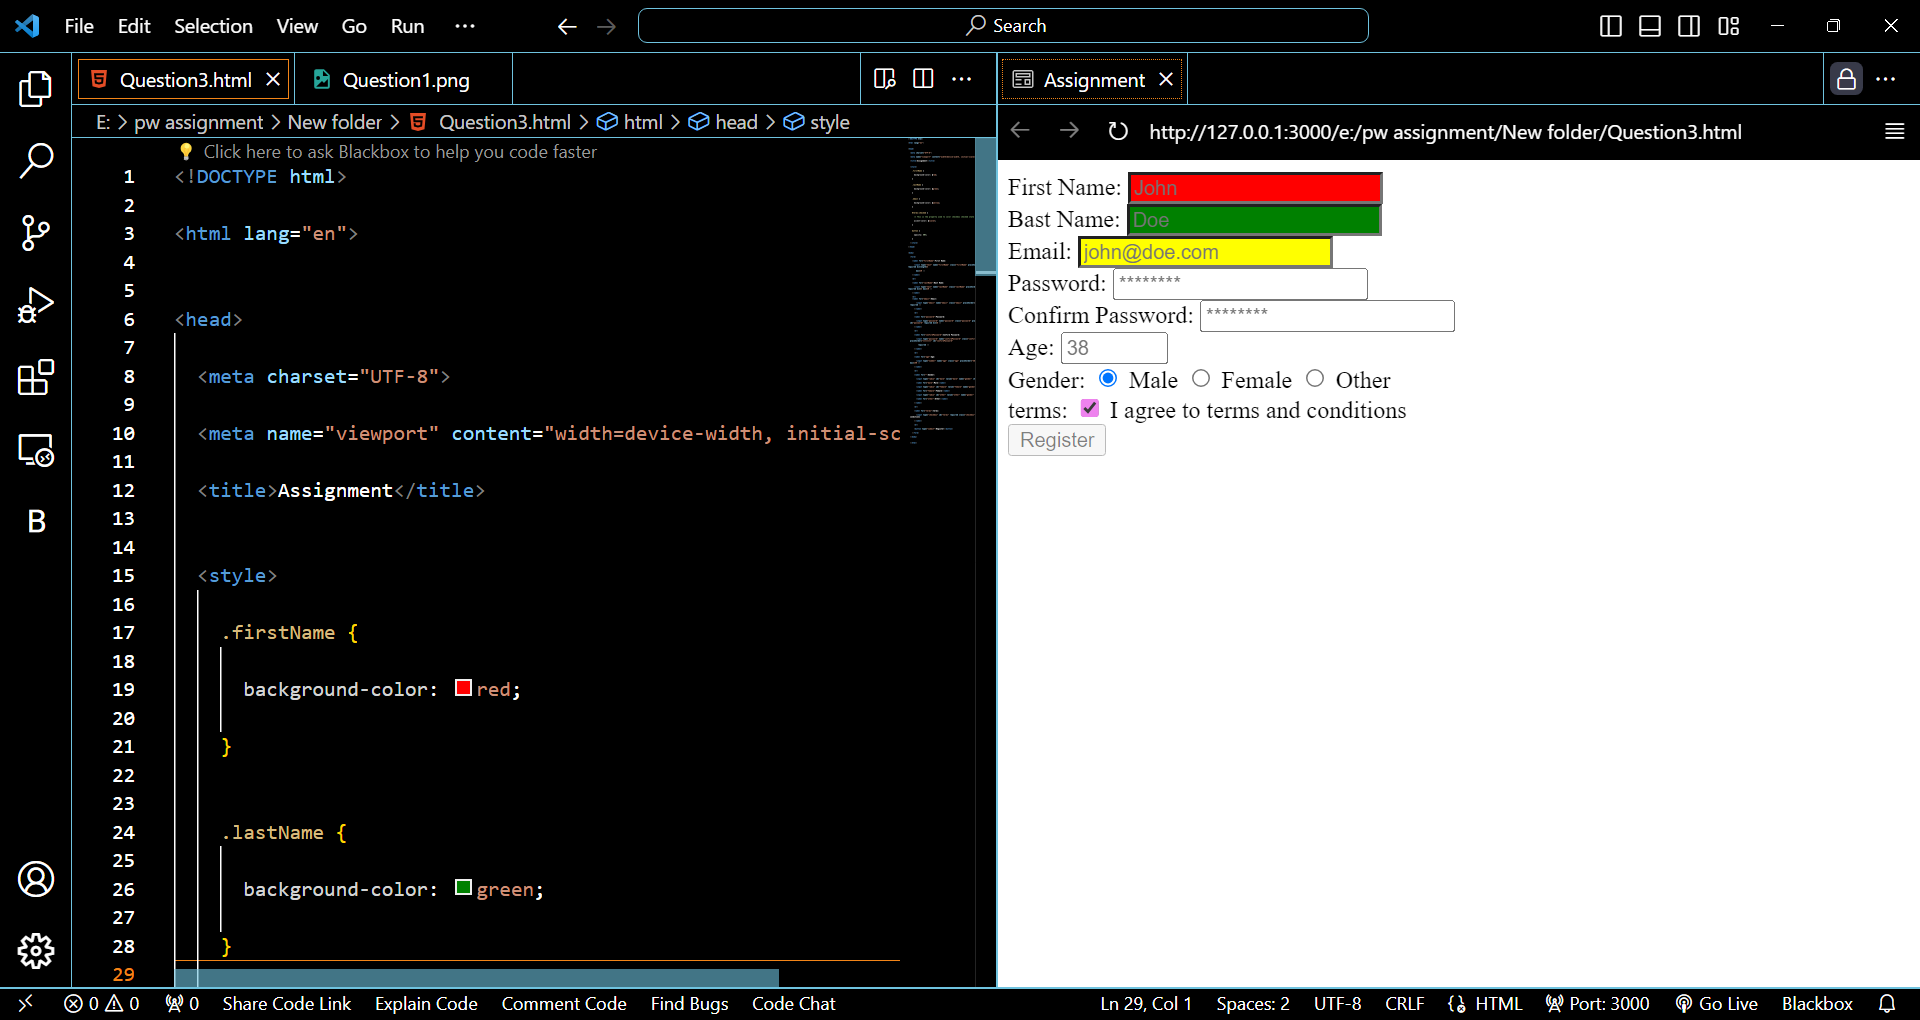 File Edit Selection View Go Run ··· Search
Question3.html Question1.png
E: > pw assignment > New folder > Question3.html > html > head > style
Click here to ask Blackbox to help you code faster
1 <!DOCTYPE html>
2
3 <html lang="en">
4
5
6 <head>
7
8 <meta charset="UTF-8">
9
10 <meta name="viewport" content="width=device-width, initial-sc
11
12 <title>Assignment</title>
13
14
15 <style>
16
17 .firstName {
18
19 background-color: red;
20
21 }
22
23
24 .lastName {
25
26 background-color: green;
27
28 }
29
Assignment
http://127.0.0.1:3000/e:/pw assignment/New folder/Question3.html
First Name: John
Bast Name: Doe
Email: john@doe.com
Password: ********
Confirm Password: ********
Age: 38
Gender: Male Female Other
terms: I agree to terms and conditions
Register
B
0 0 0 Share Code Link Explain Code Comment Code Find Bugs Code Chat Ln 29, Col 1 Spaces: 2 UTF-8 CRLF HTML Port: 3000 Go Live Blackbox